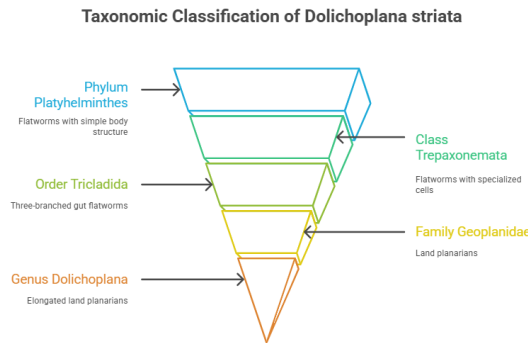 Taxonomic Classification of Dolichoplana striata
Phylum
Platyhelminthes
Flatworms with simple body
structure
Class
Trepaxonemata
Flatworms with specialized
cells
Order Tricladida
Three-branched gut flatworms
Family Geoplanidae
Land planarians
Genus Dolichoplana
Elongated land planarians